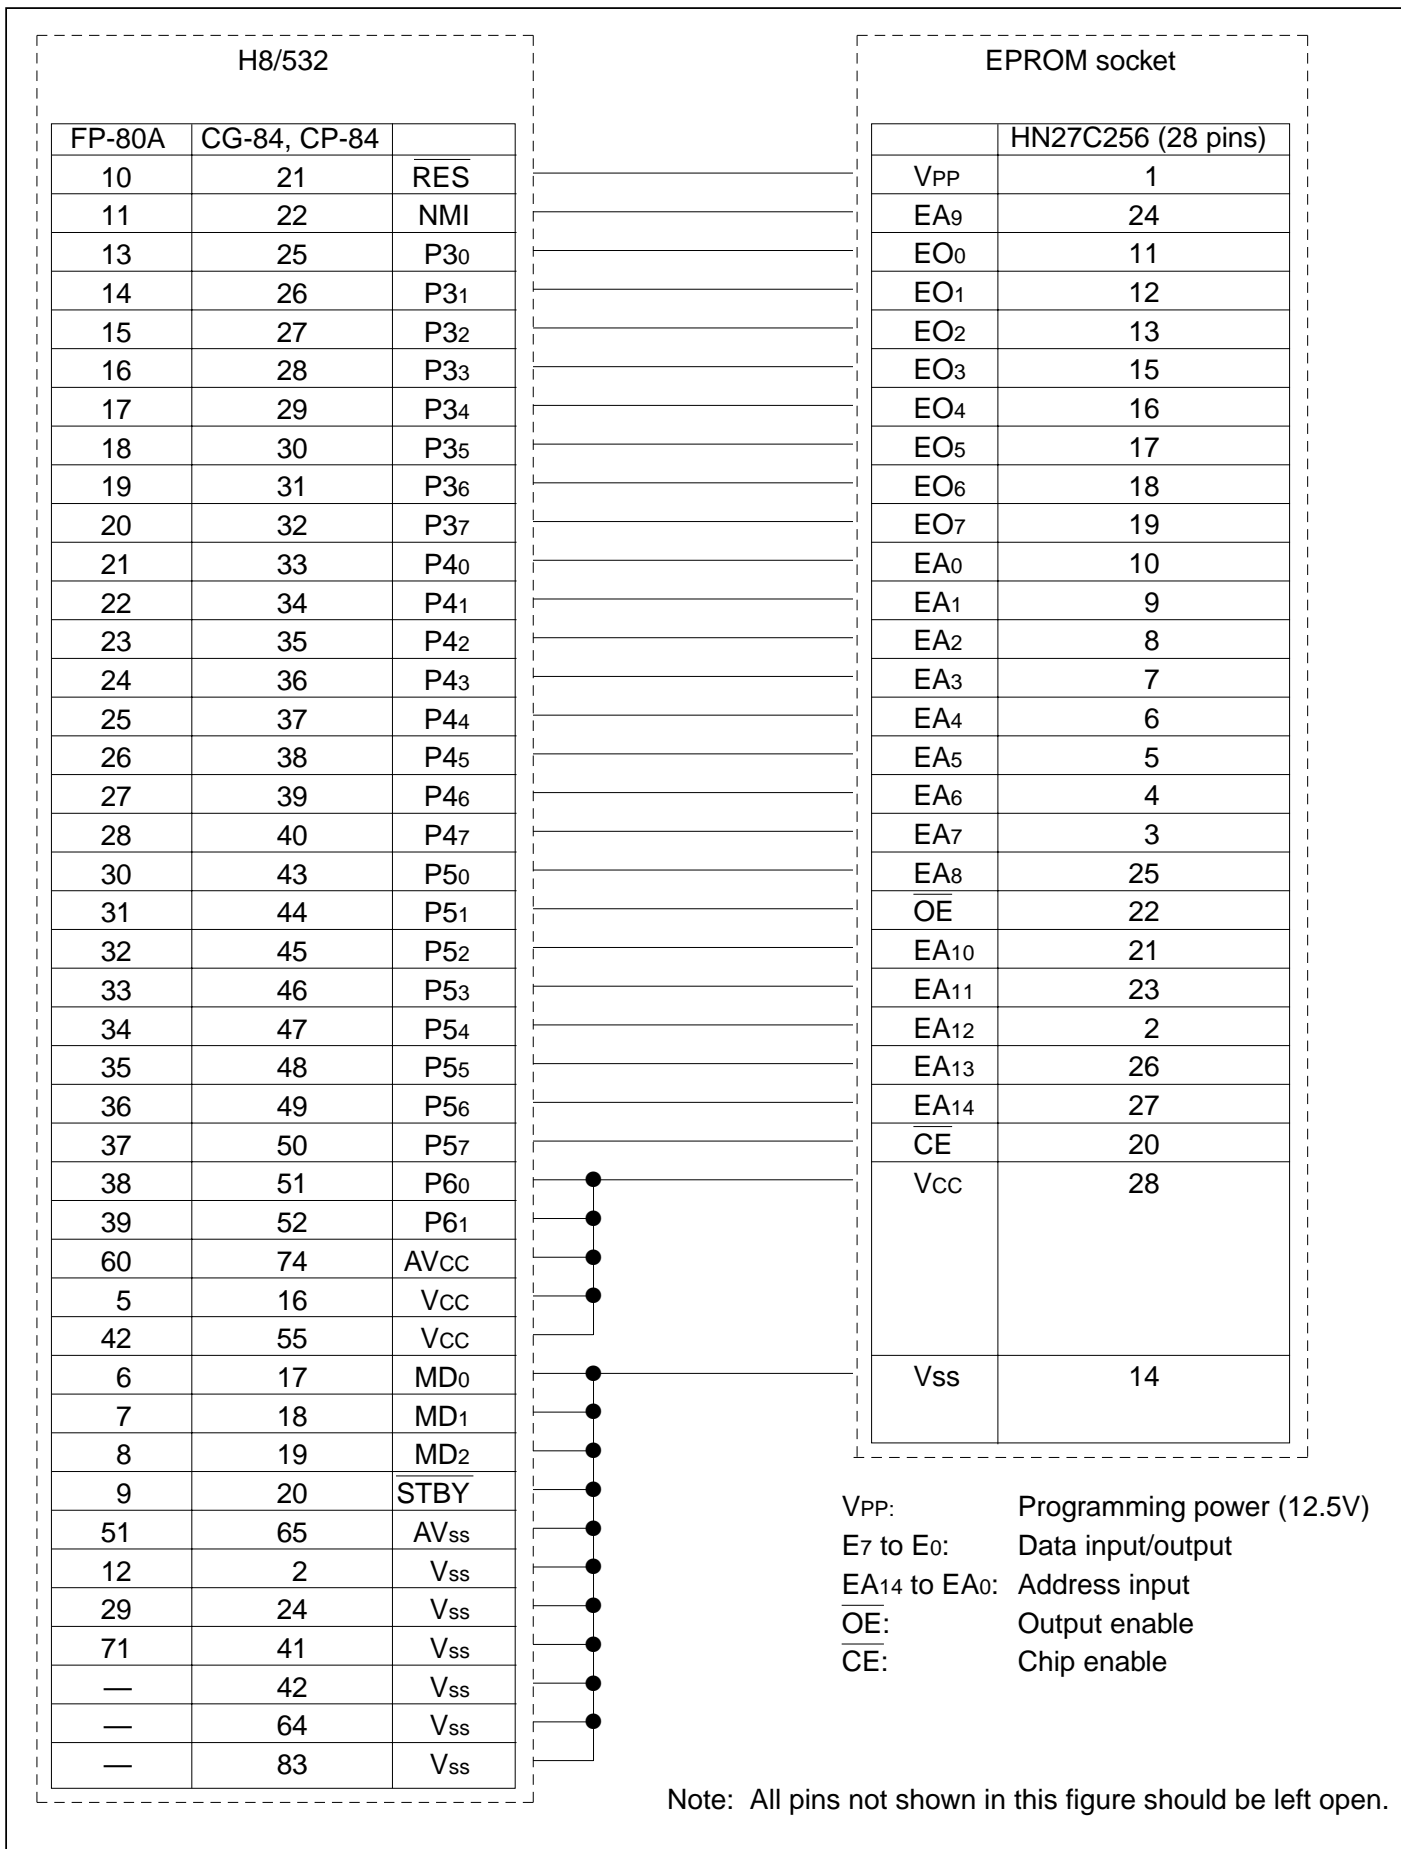 H8/532 EPROM socket
FP-80A CG-84, CP-84 HN27C256 (28 pins)
10 21 R̅E̅S̅ VPP 1
11 22 NMI EA9 24
13 25 P30 EO0 11
14 26 P31 EO1 12
15 27 P32 EO2 13
16 28 P33 EO3 15
17 29 P34 EO4 16
18 30 P35 EO5 17
19 31 P36 EO6 18
20 32 P37 EO7 19
21 33 P40 EA0 10
22 34 P41 EA1 9
23 35 P42 EA2 8
24 36 P43 EA3 7
25 37 P44 EA4 6
26 38 P45 EA5 5
27 39 P46 EA6 4
28 40 P47 EA7 3
30 43 P50 EA8 25
31 44 P51 O̅E̅ 22
32 45 P52 EA10 21
33 46 P53 EA11 23
34 47 P54 EA12 2
35 48 P55 EA13 26
36 49 P56 EA14 27
37 50 P57 C̅E̅ 20
38 51 P60 VCC 28
39 52 P61
60 74 AVCC
5 16 VCC
42 55 VCC
6 17 MD0 VSS 14
7 18 MD1
8 19 MD2
9 20 S̅T̅B̅Y̅
51 65 AVSS
12 2 VSS
29 24 VSS
71 41 VSS
— 42 VSS
— 64 VSS
— 83 VSS
VPP: Programming power (12.5V)
E7 to E0: Data input/output
EA14 to EA0: Address input
O̅E̅: Output enable
C̅E̅: Chip enable
Note: All pins not shown in this figure should be left open.